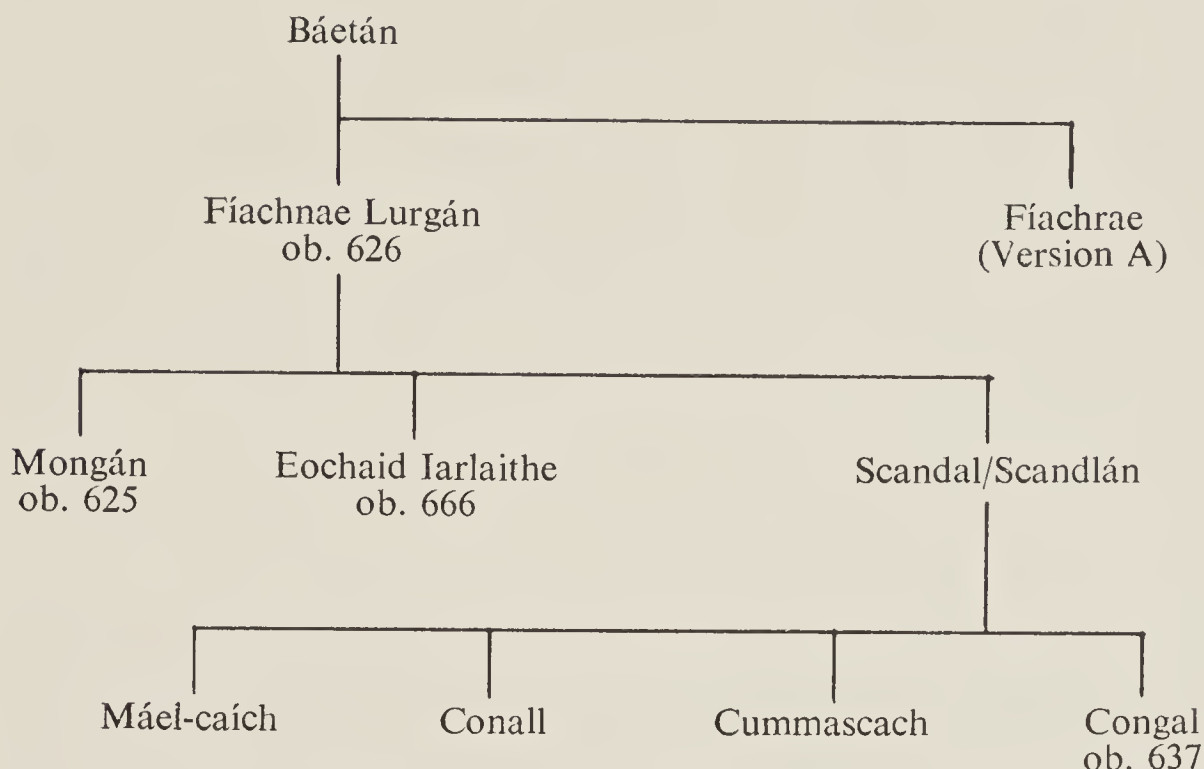 Báetán
Fíachnae Lurgán
ob. 626
Fíachrae
(Version A)
Mongán
ob. 625
Eochaid Iarlaithe
ob. 666
Scandal/Scandlán
Máel-caích
Conall
Cummascach
Congal
ob. 637